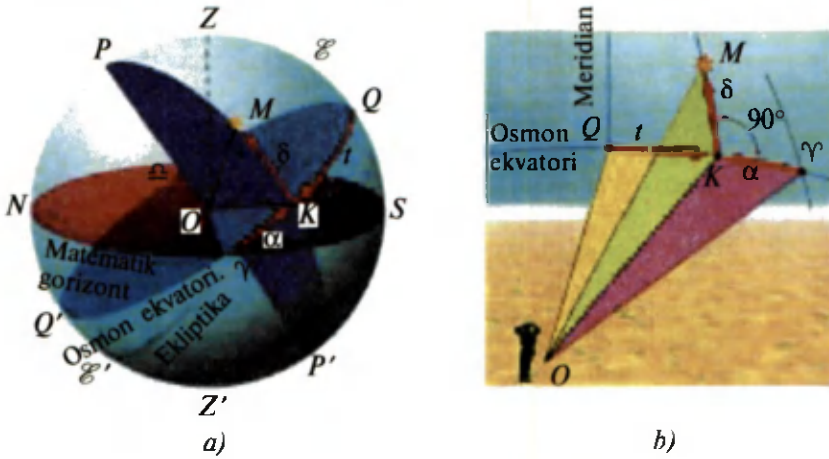 Z
P
ℰ
M
Q
δ
t
♎
N
O
K
S
α
Matematik
gorizont
γ
Q'
Osmon ekvatori.
Ekliptika
ℰ'
P'
Z'
a)
Meridian
M
δ
Osmon
ekvatori
Q
t
90°
γ
K
α
O
b)